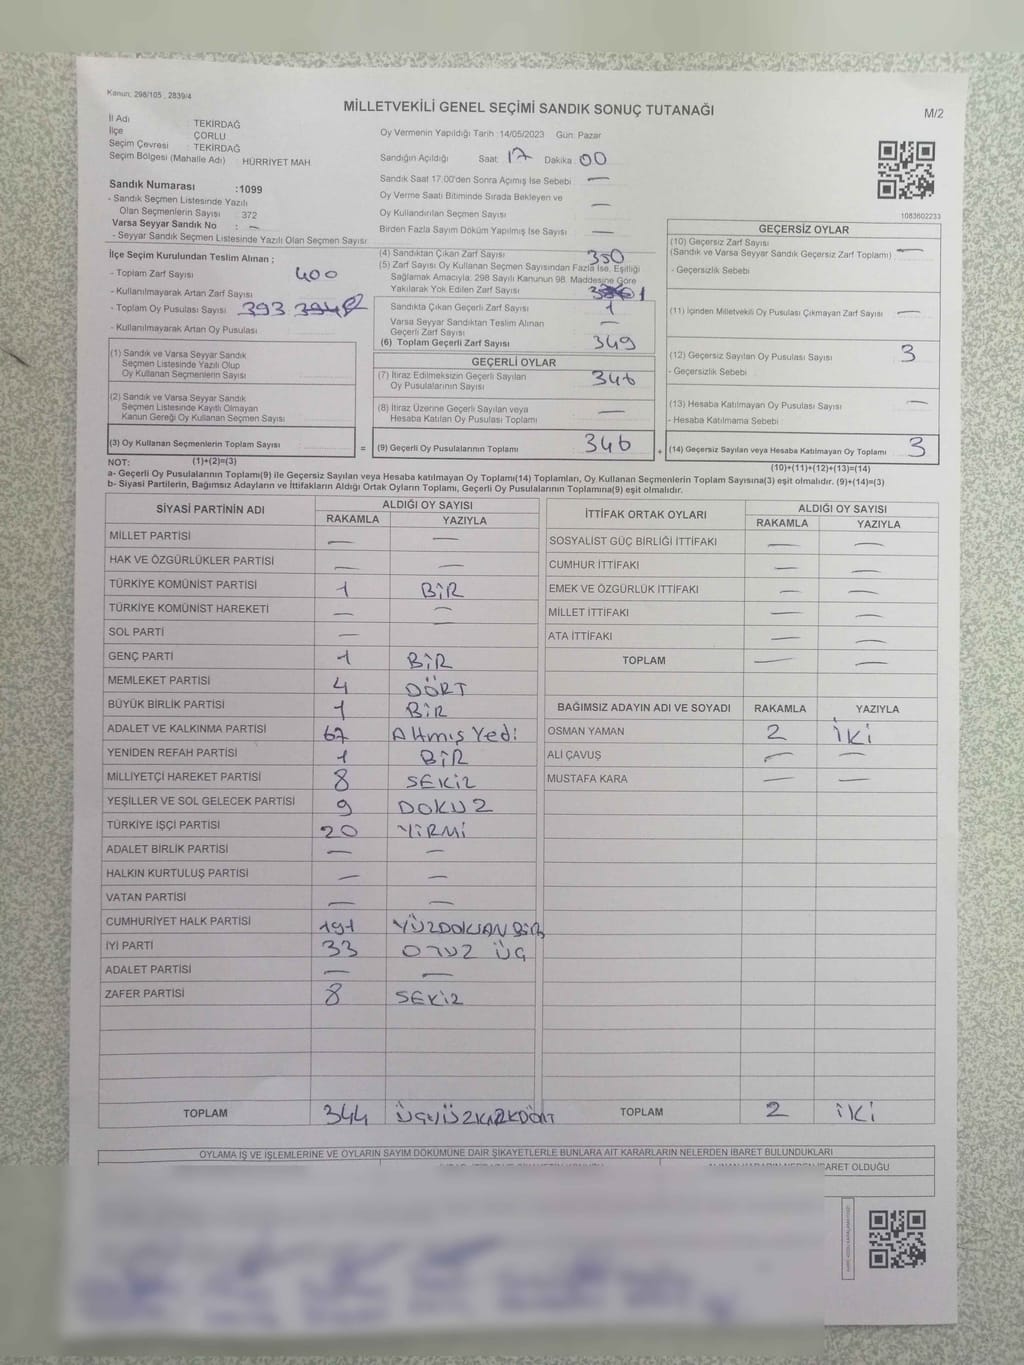 Kanun, 298/105 , 2839/4
MİLLETVEKİLİ GENEL SEÇİMİ SANDIK SONUÇ TUTANAĞI
M/2
İl Adı TEKİRDAĞ
İlçe : ÇORLU
Seçim Çevresi : TEKİRDAĞ
Seçim Bölgesi (Mahalle Adı) : HÜRRİYET MAH
Sandık Numarası :1099
- Sandık Seçmen Listesinde Yazılı
Olan Seçmenlerin Sayısı : 372
Varsa Seyyar Sandık No : —
- Seyyar Sandık Seçmen Listesinde Yazılı Olan Seçmen Sayısı
Oy Vermenin Yapıldığı Tarih :14/05/2023 Gün: Pazar
Sandığın Açıldığı Saat 17 Dakika 00
Sandık Saat 17:00'den Sonra Açımış İse Sebebi —
Oy Verme Saati Bitiminde Sırada Bekleyen ve
Oy Kullandırılan Seçmen Sayısı —
Birden Fazla Sayım Döküm Yapılmış İse Sayısı —
1083602233
İlçe Seçim Kurulundan Teslim Alınan ;
- Toplam Zarf Sayısı 400
- Kullanılmayarak Artan Zarf Sayısı
- Toplam Oy Pusulası Sayısı 393 394
- Kullanılmayarak Artan Oy Pusulası
(1) Sandık ve Varsa Seyyar Sandık
Seçmen Listesinde Yazılı Olup
Oy Kullanan Seçmenlerin Sayısı
(2) Sandık ve Varsa Seyyar Sandık
Seçmen Listesinde Kayıtlı Olmayan
Kanun Gereği Oy Kullanan Seçmen Sayısı
(3) Oy Kullanan Seçmenlerin Toplam Sayısı =
(4) Sandıktan Çıkan Zarf Sayısı 350
(5) Zarf Sayısı Oy Kullanan Seçmen Sayısından Fazla İse, Eşitliği
Sağlamak Amacıyla; 298 Sayılı Kanunun 98. Maddesine Göre
Yakılarak Yok Edilen Zarf Sayısı 1
Sandıkta Çıkan Geçerli Zarf Sayısı 1
Varsa Seyyar Sandıktan Teslim Alınan
Geçerli Zarf Sayısı —
(6) Toplam Geçerli Zarf Sayısı 349
GEÇERLİ OYLAR
(7) İtiraz Edilmeksizin Geçerli Sayılan
Oy Pusulalarının Sayısı 346
(8) İtiraz Üzerine Geçerli Sayılan veya
Hesaba Katılan Oy Pusulası Toplamı —
(9) Geçerli Oy Pusulalarının Toplamı 346 +
GEÇERSİZ OYLAR
(10) Geçersiz Zarf Sayısı
(Sandık ve Varsa Seyyar Sandık Geçersiz Zarf Toplamı) —
- Geçersizlik Sebebi
(11) İçinden Milletvekili Oy Pusulası Çıkmayan Zarf Sayısı —
(12) Geçersiz Sayılan Oy Pusulası Sayısı 3
- Geçersizlik Sebebi
(13) Hesaba Katılmayan Oy Pusulası Sayısı —
- Hesaba Katılmama Sebebi
(14) Geçersiz Sayılan veya Hesaba Katılmayan Oy Toplamı 3
NOT: (1)+(2)=(3)
(10)+(11)+(12)+(13)=(14)
a- Geçerli Oy Pusulalarının Toplamı(9) ile Geçersiz Sayılan veya Hesaba katılmayan Oy Toplamı(14) Toplamları, Oy Kullanan Seçmenlerin Toplam Sayısına(3) eşit olmalıdır. (9)+(14)=(3)
b- Siyasi Partilerin, Bağımsız Adayların ve İttifakların Aldığı Ortak Oyların Toplamı, Geçerli Oy Pusulalarının Toplamına(9) eşit olmalıdır.
SİYASİ PARTİNİN ADI ALDIĞI OY SAYISI
RAKAMLA YAZIYLA
MİLLET PARTİSİ — —
HAK VE ÖZGÜRLÜKLER PARTİSİ — —
TÜRKİYE KOMÜNİST PARTİSİ 1 BİR
TÜRKİYE KOMÜNİST HAREKETİ — —
SOL PARTİ — —
GENÇ PARTİ 1 BİR
MEMLEKET PARTİSİ 4 DÖRT
BÜYÜK BİRLİK PARTİSİ 1 BİR
ADALET VE KALKINMA PARTİSİ 67 Altmış Yedi
YENİDEN REFAH PARTİSİ 1 BİR
MİLLİYETÇİ HAREKET PARTİSİ 8 SEKİZ
YEŞİLLER VE SOL GELECEK PARTİSİ 9 DOKUZ
TÜRKİYE İŞÇİ PARTİSİ 20 YİRMİ
ADALET BİRLİK PARTİSİ — —
HALKIN KURTULUŞ PARTİSİ — —
VATAN PARTİSİ — —
CUMHURİYET HALK PARTİSİ 191 YÜZDOKSAN BİR
İYİ PARTİ 33 OTUZ ÜÇ
ADALET PARTİSİ — —
ZAFER PARTİSİ 8 SEKİZ
TOPLAM 344 ÜÇYÜZKIRKDÖRT
İTTİFAK ORTAK OYLARI ALDIĞI OY SAYISI
RAKAMLA YAZIYLA
SOSYALİST GÜÇ BİRLİĞİ İTTİFAKI — —
CUMHUR İTTİFAKI — —
EMEK VE ÖZGÜRLÜK İTTİFAKI — —
MİLLET İTTİFAKI — —
ATA İTTİFAKI — —
TOPLAM — —
BAĞIMSIZ ADAYIN ADI VE SOYADI RAKAMLA YAZIYLA
OSMAN YAMAN 2 İKİ
ALİ ÇAVUŞ — —
MUSTAFA KARA — —
TOPLAM 2 İKİ
OYLAMA İŞ VE İŞLEMLERİNE VE OYLARIN SAYIM DÖKÜMÜNE DAİR ŞİKAYETLERLE BUNLARA AİT KARARLARIN NELERDEN İBARET BULUNDUKLARI
İBARET OLDUĞU